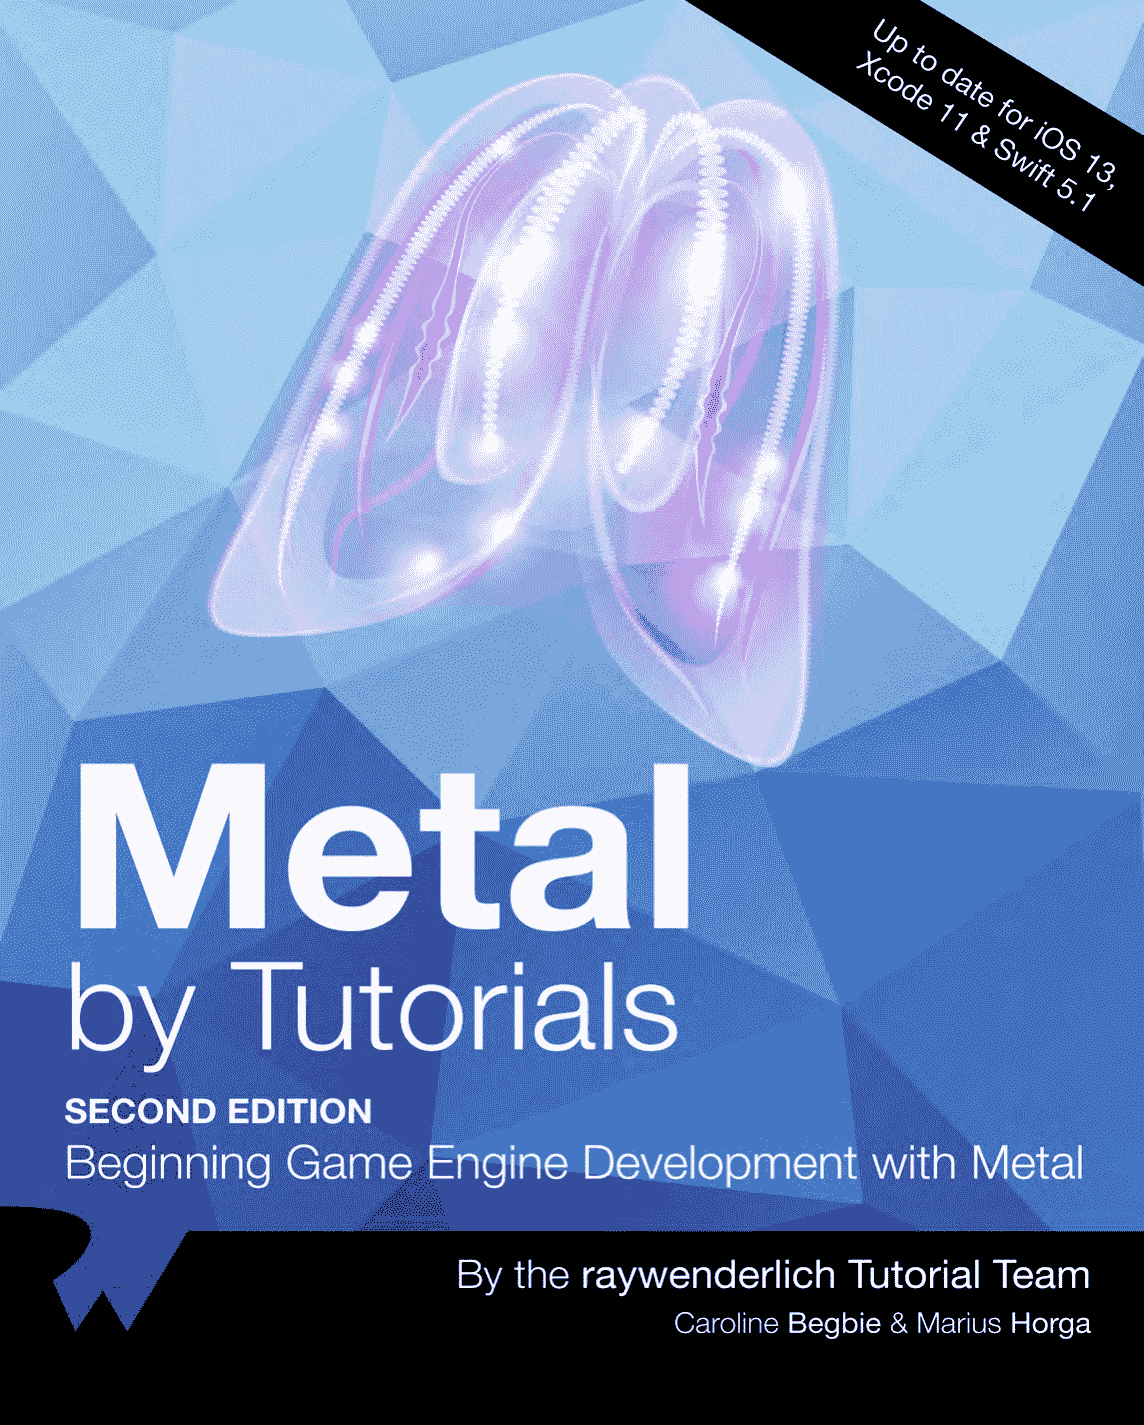 Up to date for iOS 13,
Xcode 11 & Swift 5.1
Metal
by Tutorials
SECOND EDITION
Beginning Game Engine Development with Metal
By the raywenderlich Tutorial Team
Caroline Begbie & Marius Horga